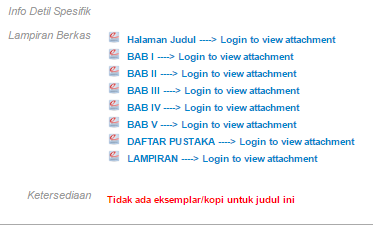 Info Detil Spesifik
Lampiran Berkas
Halaman Judul ----> Login to view attachment
BAB I ----> Login to view attachment
BAB II ----> Login to view attachment
BAB III ----> Login to view attachment
BAB IV ----> Login to view attachment
BAB V ----> Login to view attachment
DAFTAR PUSTAKA ----> Login to view attachment
LAMPIRAN ----> Login to view attachment
Ketersediaan
Tidak ada eksemplar/kopi untuk judul ini